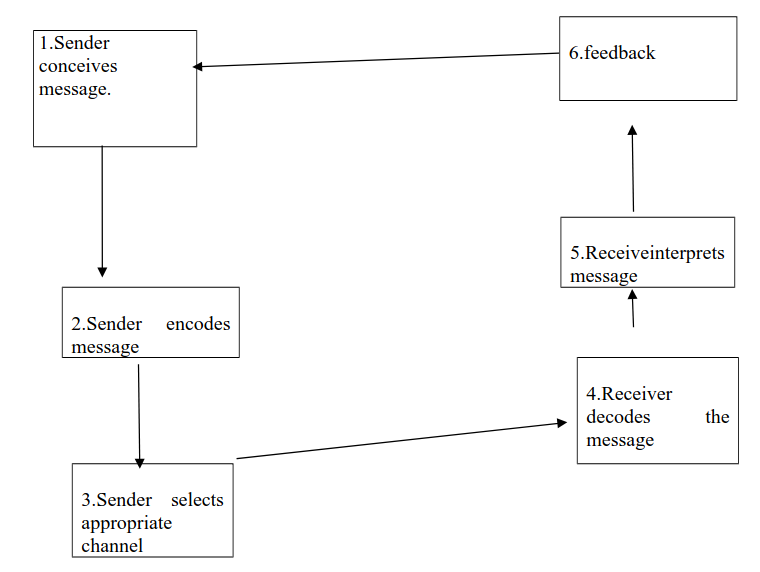 1.Sender
conceives
message.
2.Sender encodes
message
3.Sender selects
appropriate
channel
4.Receiver
decodes the
message
5.Receiveinterprets
message
6.feedback